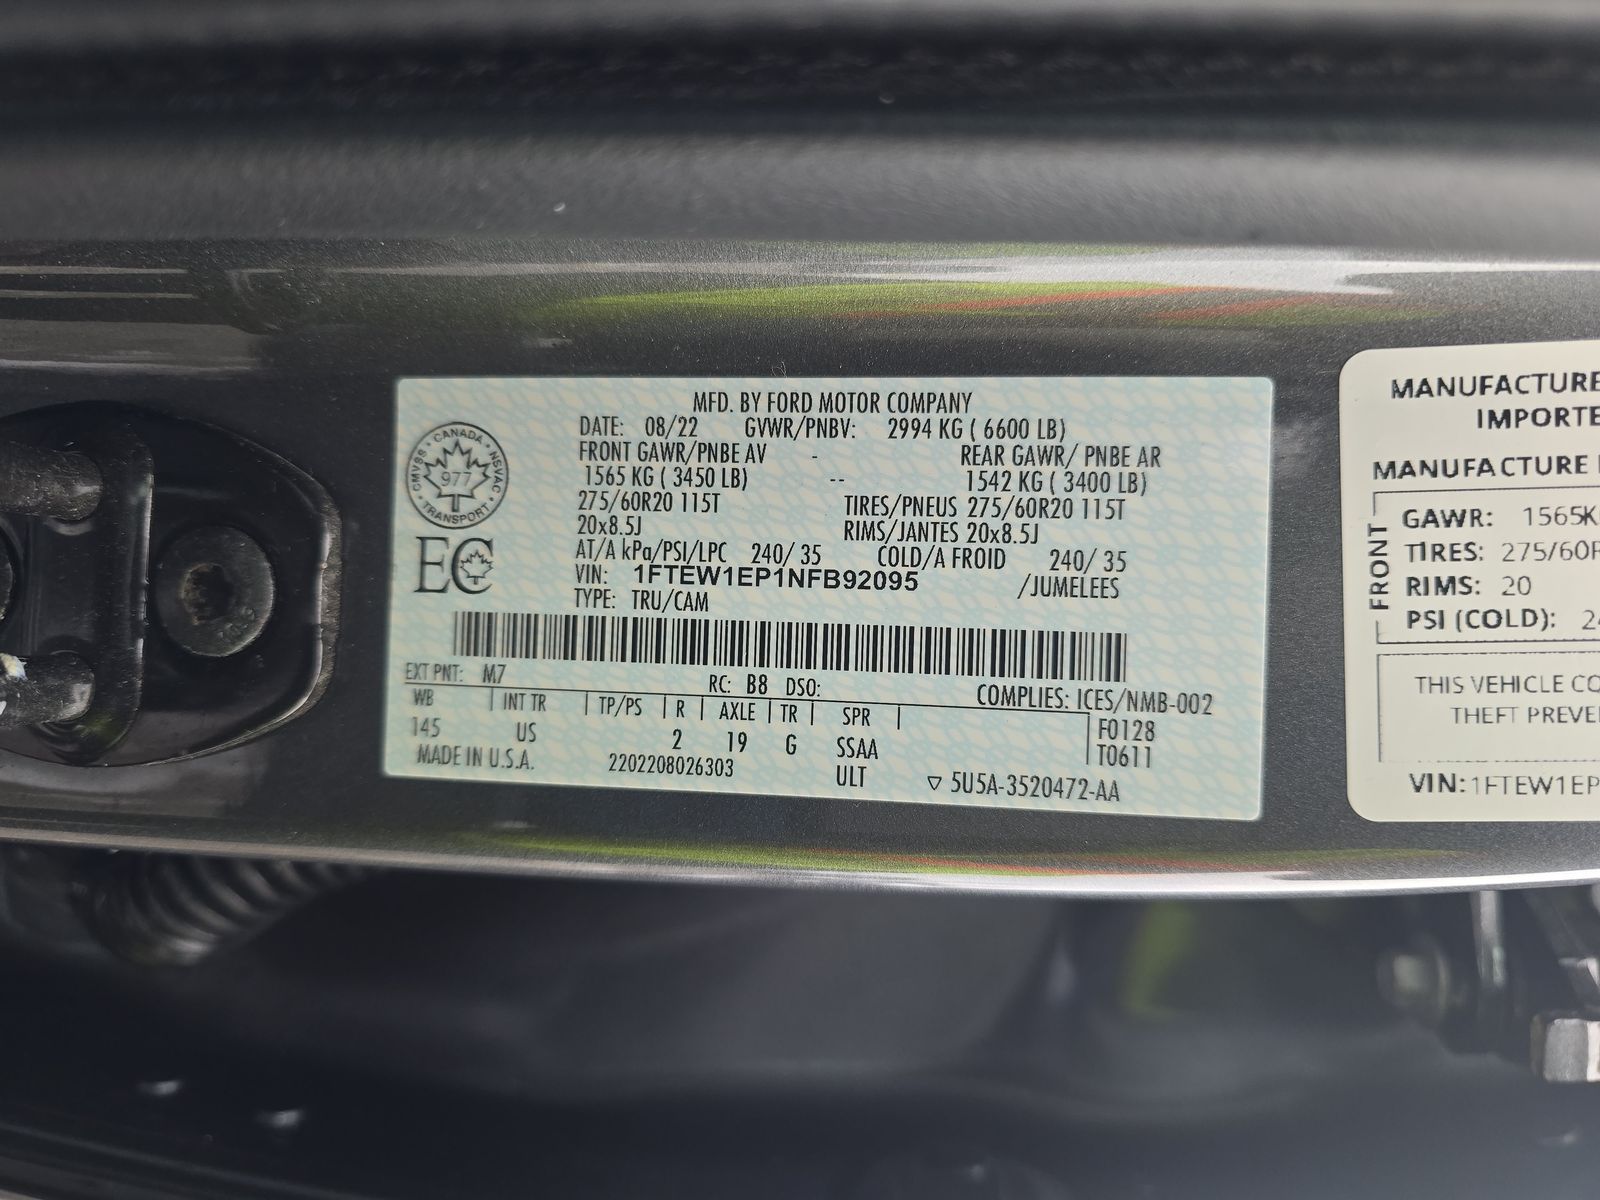 MFD. BY FORD MOTOR COMPANY
DATE: 08/22 GVWR/PNBV: 2994 KG ( 6600 LB)
FRONT GAWR/PNBE AV - REAR GAWR/ PNBE AR
1565 KG ( 3450 LB) -- 1542 KG ( 3400 LB)
275/60R20 115T TIRES/PNEUS 275/60R20 115T
20x8.5J RIMS/JANTES 20x8.5J
AT/A kPa/PSI/LPC 240/ 35 COLD/A FROID 240/ 35
VIN: 1FTEW1EP1NFB92095 /JUMELEES
TYPE: TRU/CAM
CANADA
CMVSS NSVAC
977
TRANSPORT
EC
EXT PNT: M7 RC: B8 DSO: COMPLIES: ICES/NMB-002
WB | INT TR | TP/PS | R | AXLE | TR | SPR | F0128
145 US 2 19 G SSAA T0611
MADE IN U.S.A. 2202208026303 ULT ▽ 5U5A-3520472-AA
MANUFACTURE
IMPORTE
MANUFACTURE
FRONT
GAWR: 1565K
TIRES: 275/60R
RIMS: 20
PSI (COLD): 24
THIS VEHICLE CO
THEFT PREVE
VIN: 1FTEW1EP